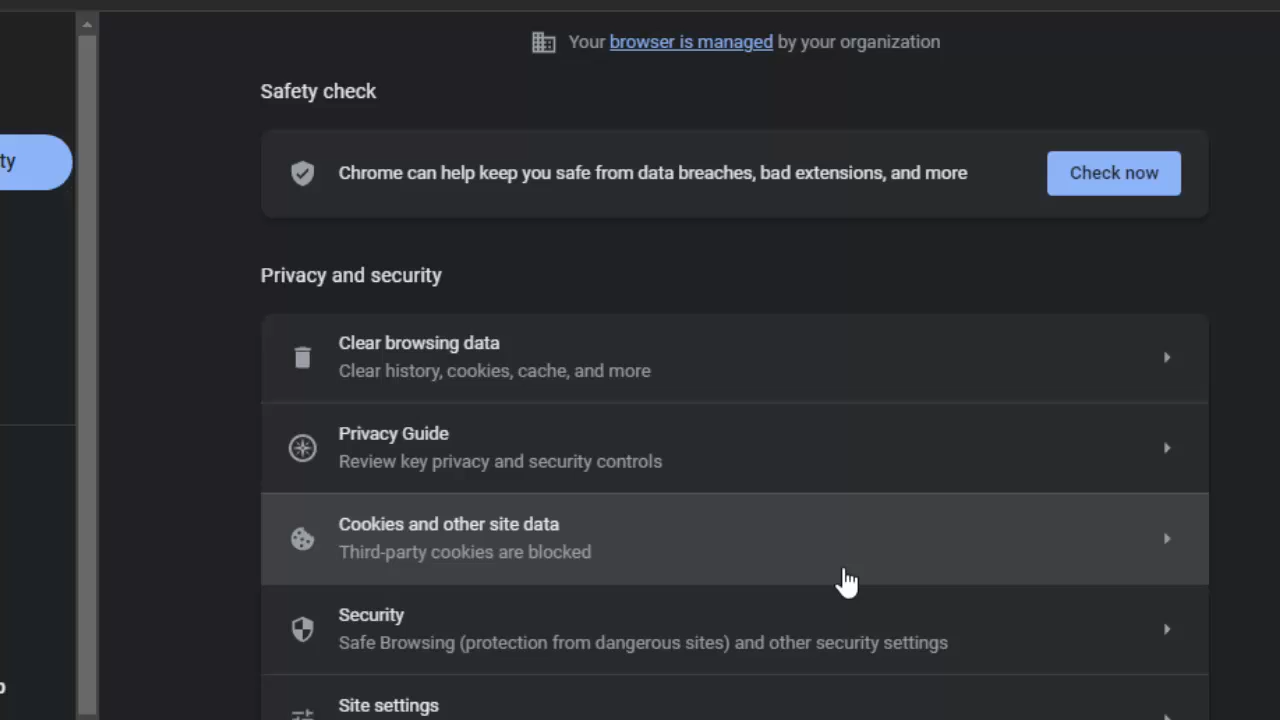 Your browser is managed by your organization
Safety check
ty
Chrome can help keep you safe from data breaches, bad extensions, and more
Check now
Privacy and security
Clear browsing data
Clear history, cookies, cache, and more
Privacy Guide
Review key privacy and security controls
Cookies and other site data
Third-party cookies are blocked
Security
Safe Browsing (protection from dangerous sites) and other security settings
Site settings